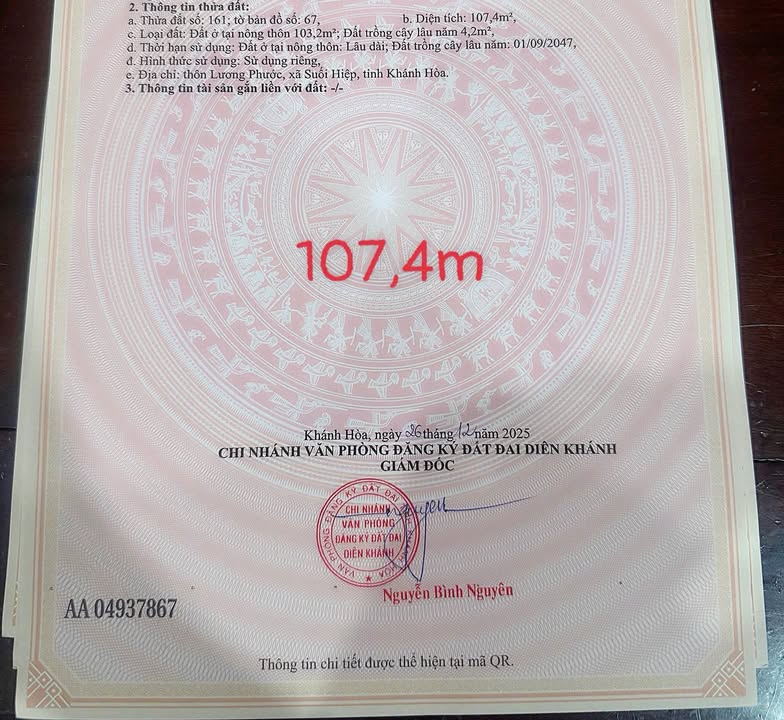 2. Thông tin thửa đất:
a. Thửa đất số: 161; tờ bản đồ số: 67, b. Diện tích: 107,4m²,
c. Loại đất: Đất ở tại nông thôn 103,2m²; Đất trồng cây lâu năm 4,2m²,
d. Thời hạn sử dụng: Đất ở tại nông thôn: Lâu dài; Đất trồng cây lâu năm: 01/09/2047,
đ. Hình thức sử dụng: Sử dụng riêng,
e. Địa chỉ: thôn Lương Phước, xã Suối Hiệp, tỉnh Khánh Hòa.
3. Thông tin tài sản gắn liền với đất: -/-
107,4m
Khánh Hòa, ngày 26 tháng 12 năm 2025
CHI NHÁNH VĂN PHÒNG ĐĂNG KÝ ĐẤT ĐAI DIÊN KHÁNH
GIÁM ĐỐC
VĂN PHÒNG ĐĂNG KÝ ĐẤT ĐAI
CHI NHÁNH
VĂN PHÒNG
ĐĂNG KÝ ĐẤT ĐAI
DIÊN KHÁNH
Nguyễn Bình Nguyên
AA 04937867
Thông tin chi tiết được thể hiện tại mã QR.